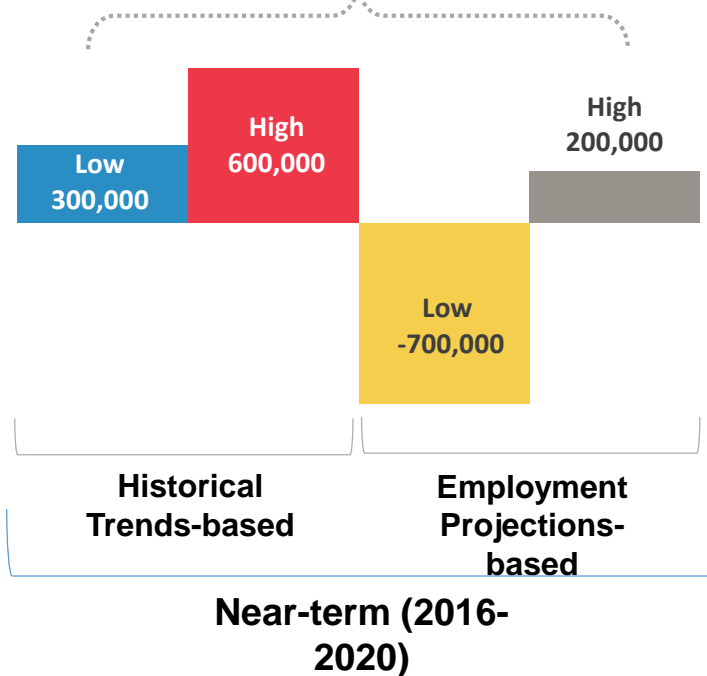 Low
300,000
High
600,000
Low
-700,000
High
200,000
Historical
Trends-based
Employment
Projections-
based
Near-term (2016-
2020)